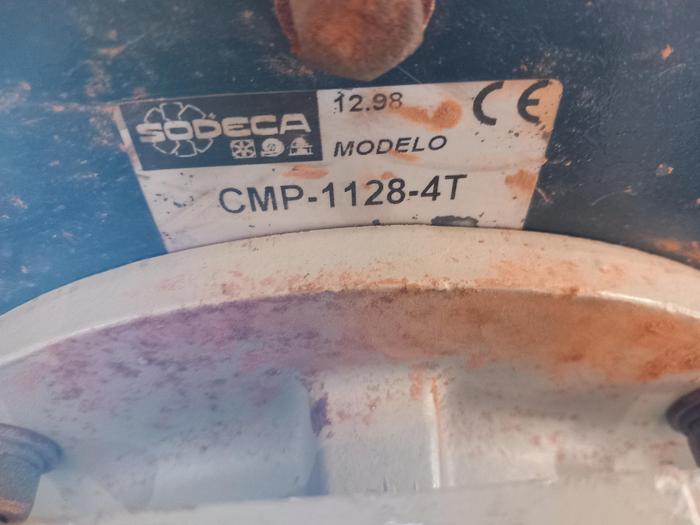 SODECA
12.98
CE
MODELO
CMP-1128-4T